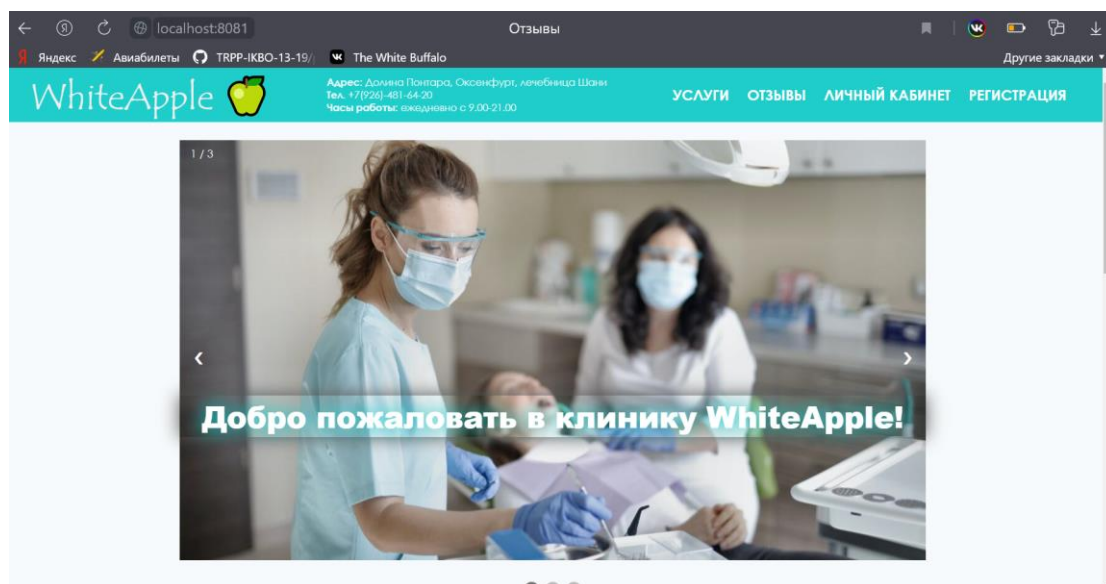 localhost:8081
Отзывы
Яндекс
Авиабилеты
TRPP-IKBO-13-19/
The White Buffalo
Другие закладки
WhiteApple
Адрес: Долина Понтара, Оксенфурт, лечебница Шани
Тел. +7(926)-481-64-20
Часы работы: ежедневно с 9.00-21.00
УСЛУГИ
ОТЗЫВЫ
ЛИЧНЫЙ КАБИНЕТ
РЕГИСТРАЦИЯ
1 / 3
Добро пожаловать в клинику WhiteApple!